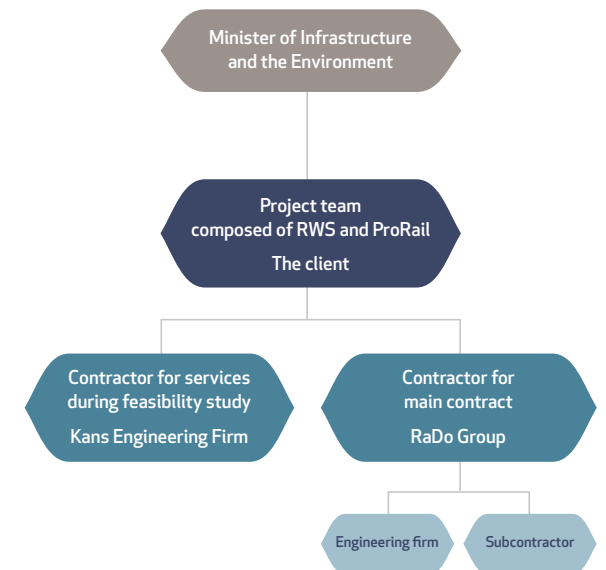 Minister of Infrastructure
and the Environment
Project team
composed of RWS and ProRail
The client
Contractor for services
during feasibility study
Kans Engineering Firm
Contractor for
main contract
RaDo Group
Engineering firm
Subcontractor